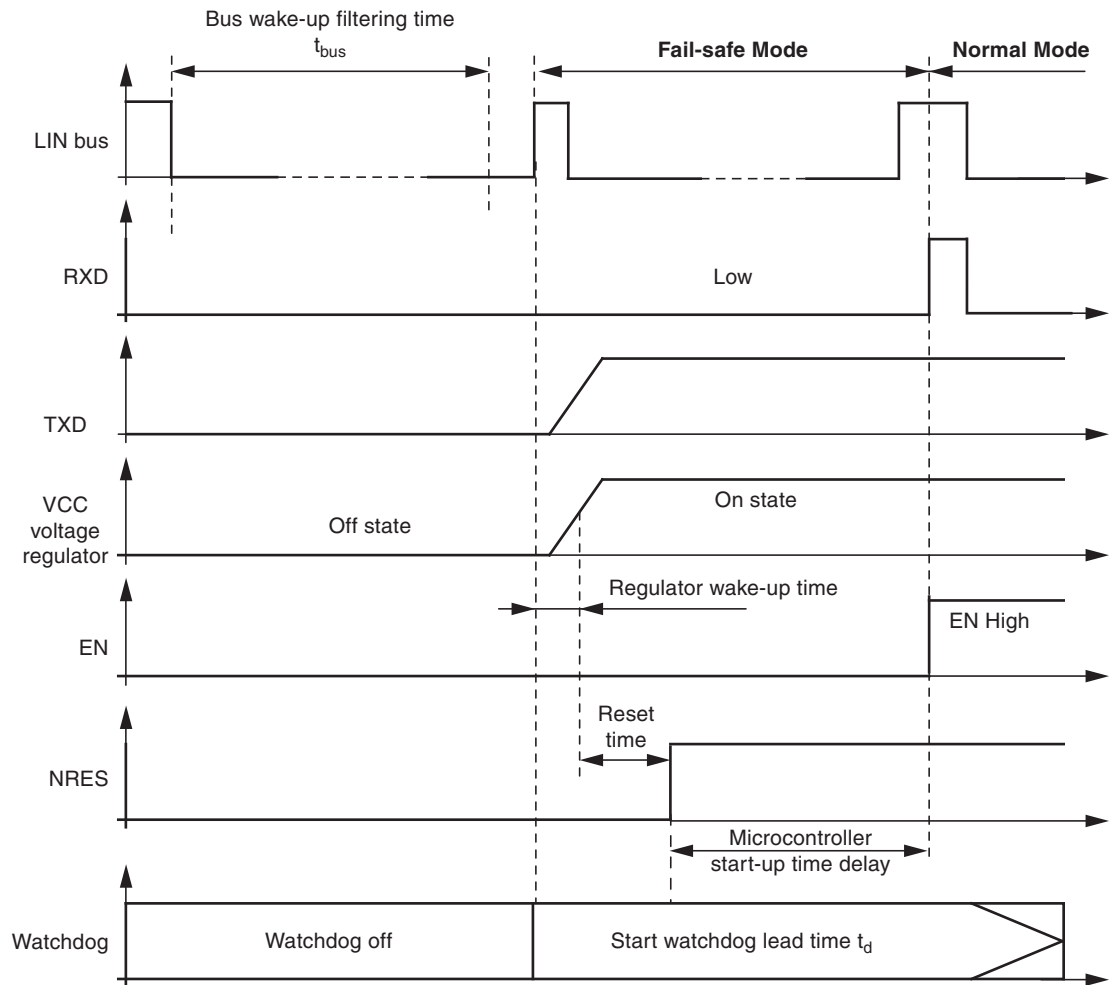 Bus wake-up filtering time
t_bus
Fail-safe Mode
Normal Mode
LIN bus
RXD
Low
TXD
VCC
voltage
regulator
Off state
On state
Regulator wake-up time
EN
EN High
Reset
time
NRES
Microcontroller
start-up time delay
Watchdog
Watchdog off
Start watchdog lead time t_d